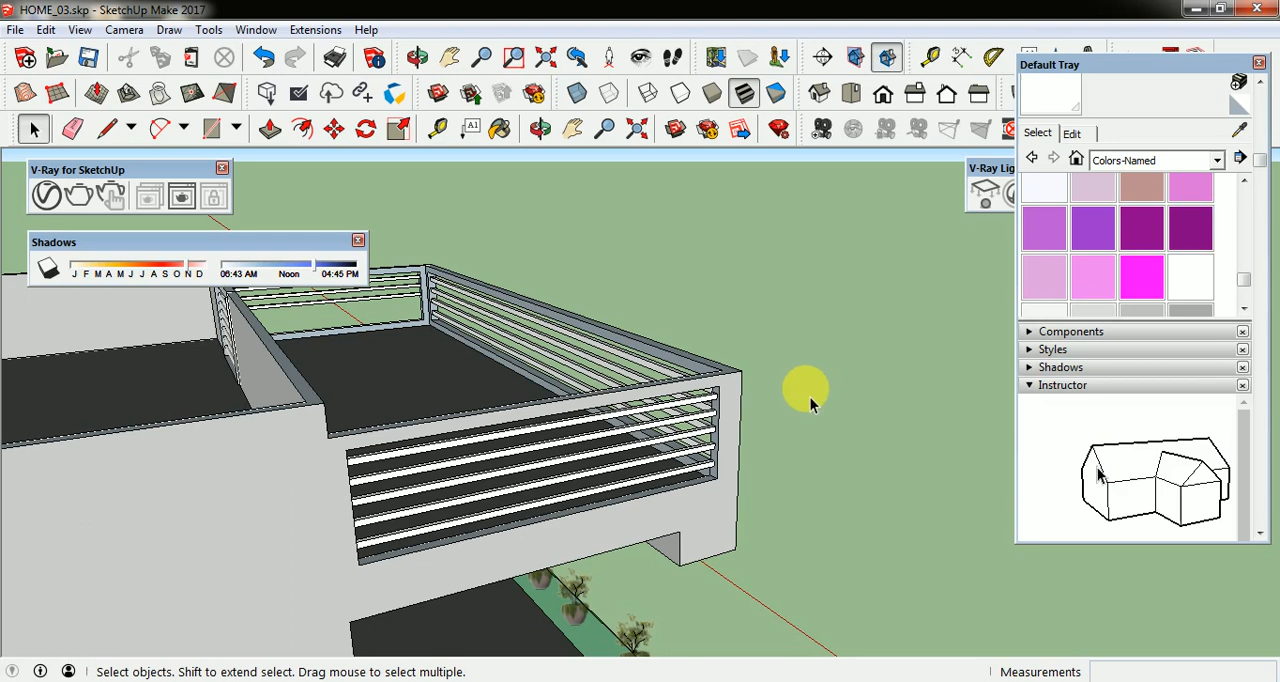 HOME_03.skp - SketchUp Make 2017
File Edit View Camera Draw Tools Window Extensions Help
Default Tray
Select Edit
Colors-Named
V-Ray for SketchUp
V-Ray Lig
Shadows
J F M A M J J A S O N D
06:43 AM Noon 04:45 PM
Components
Styles
Shadows
Instructor
Select objects. Shift to extend select. Drag mouse to select multiple.
Measurements